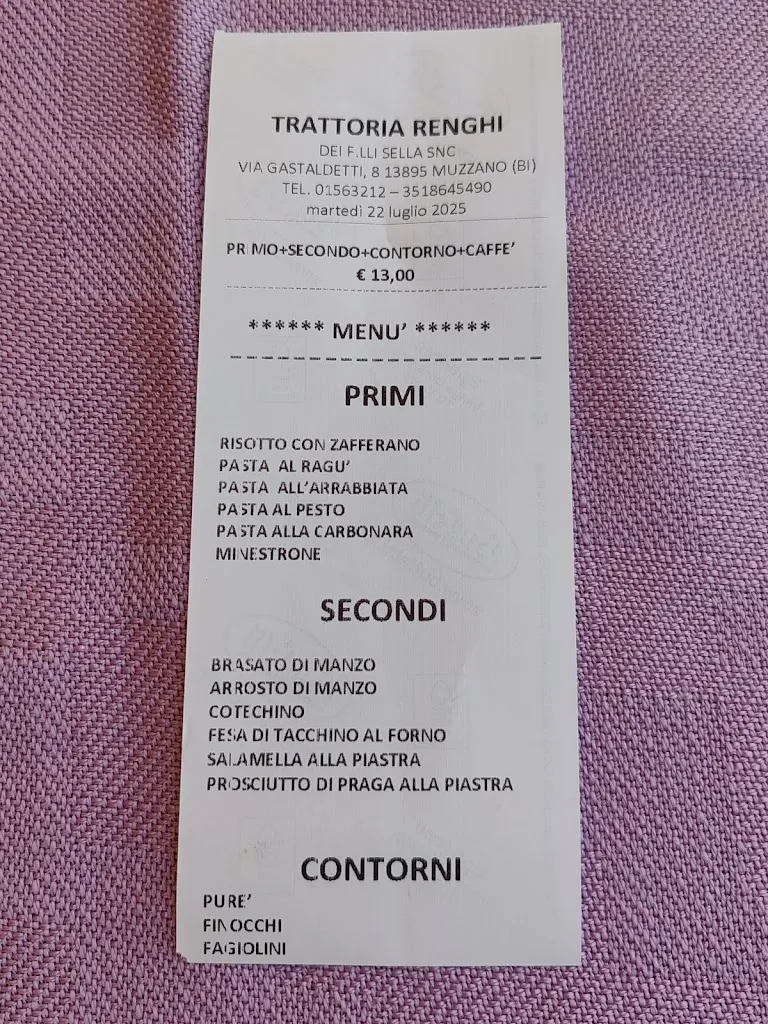 TRATTORIA RENGHI
DEI F.LLI SELLA SNC
VIA GASTALDETTI, 8 13895 MUZZANO (BI)
TEL. 01563212 – 3518645490
martedì 22 luglio 2025
PRIMO+SECONDO+CONTORNO+CAFFE’
€ 13,00
****** MENU’ ******
PRIMI
RISOTTO CON ZAFFERANO
PASTA AL RAGU’
PASTA ALL’ARRABBIATA
PASTA AL PESTO
PASTA ALLA CARBONARA
MINESTRONE
SECONDI
BRASATO DI MANZO
ARROSTO DI MANZO
COTECHINO
FESA DI TACCHINO AL FORNO
SALAMELLA ALLA PIASTRA
PROSCIUTTO DI PRAGA ALLA PIASTRA
CONTORNI
PURE’
FINOCCHI
FAGIOLINI